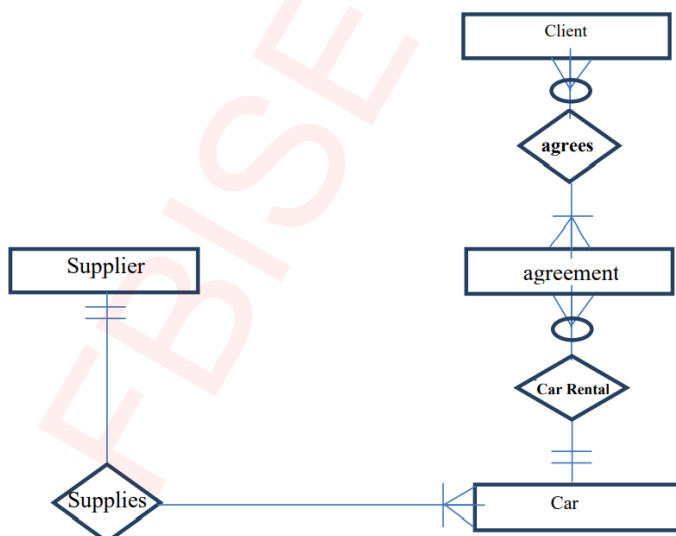 Client
agrees
Supplier
agreement
Car Rental
Supplies
Car
FBISE